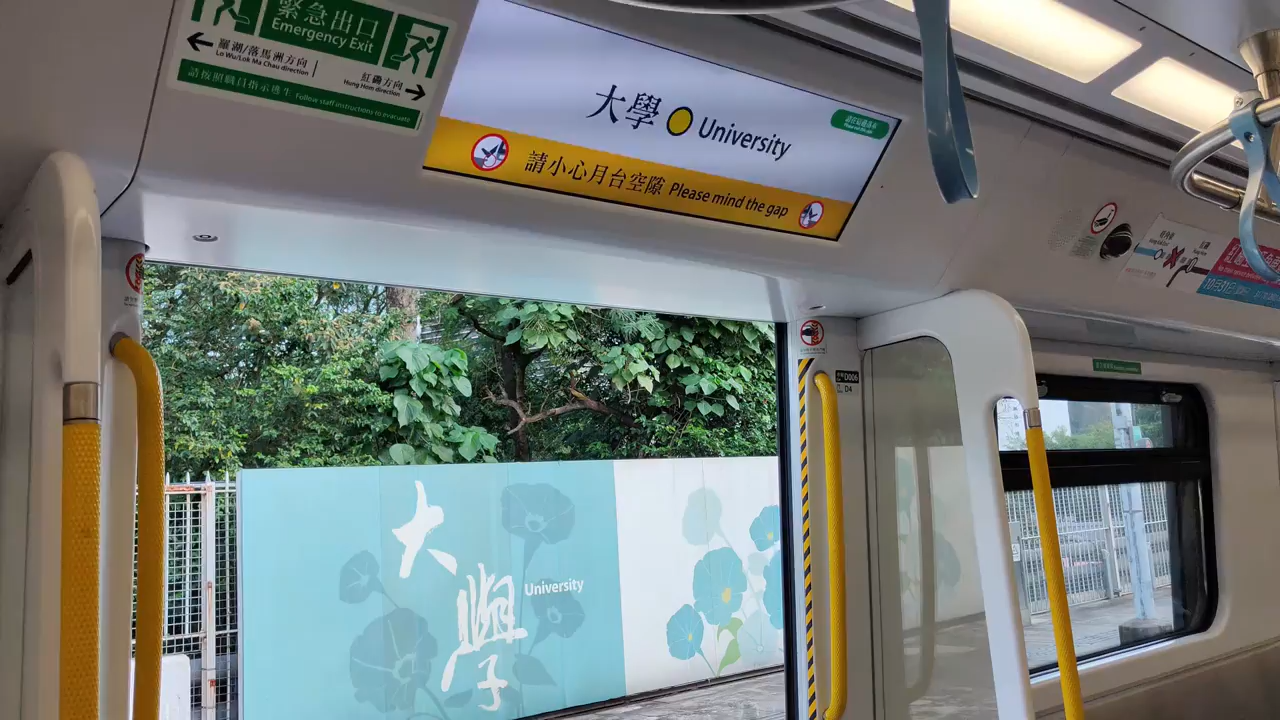 緊急出口
Emergency Exit
羅湖/落馬洲方向
Lo Wu/Lok Ma Chau direction
紅磡方向
Hung Hom direction
請按照職員指示逃生 Follow staff instructions to evacuate
大學 University
請小心月台空隙 Please mind the gap
D006
D4
大學
University